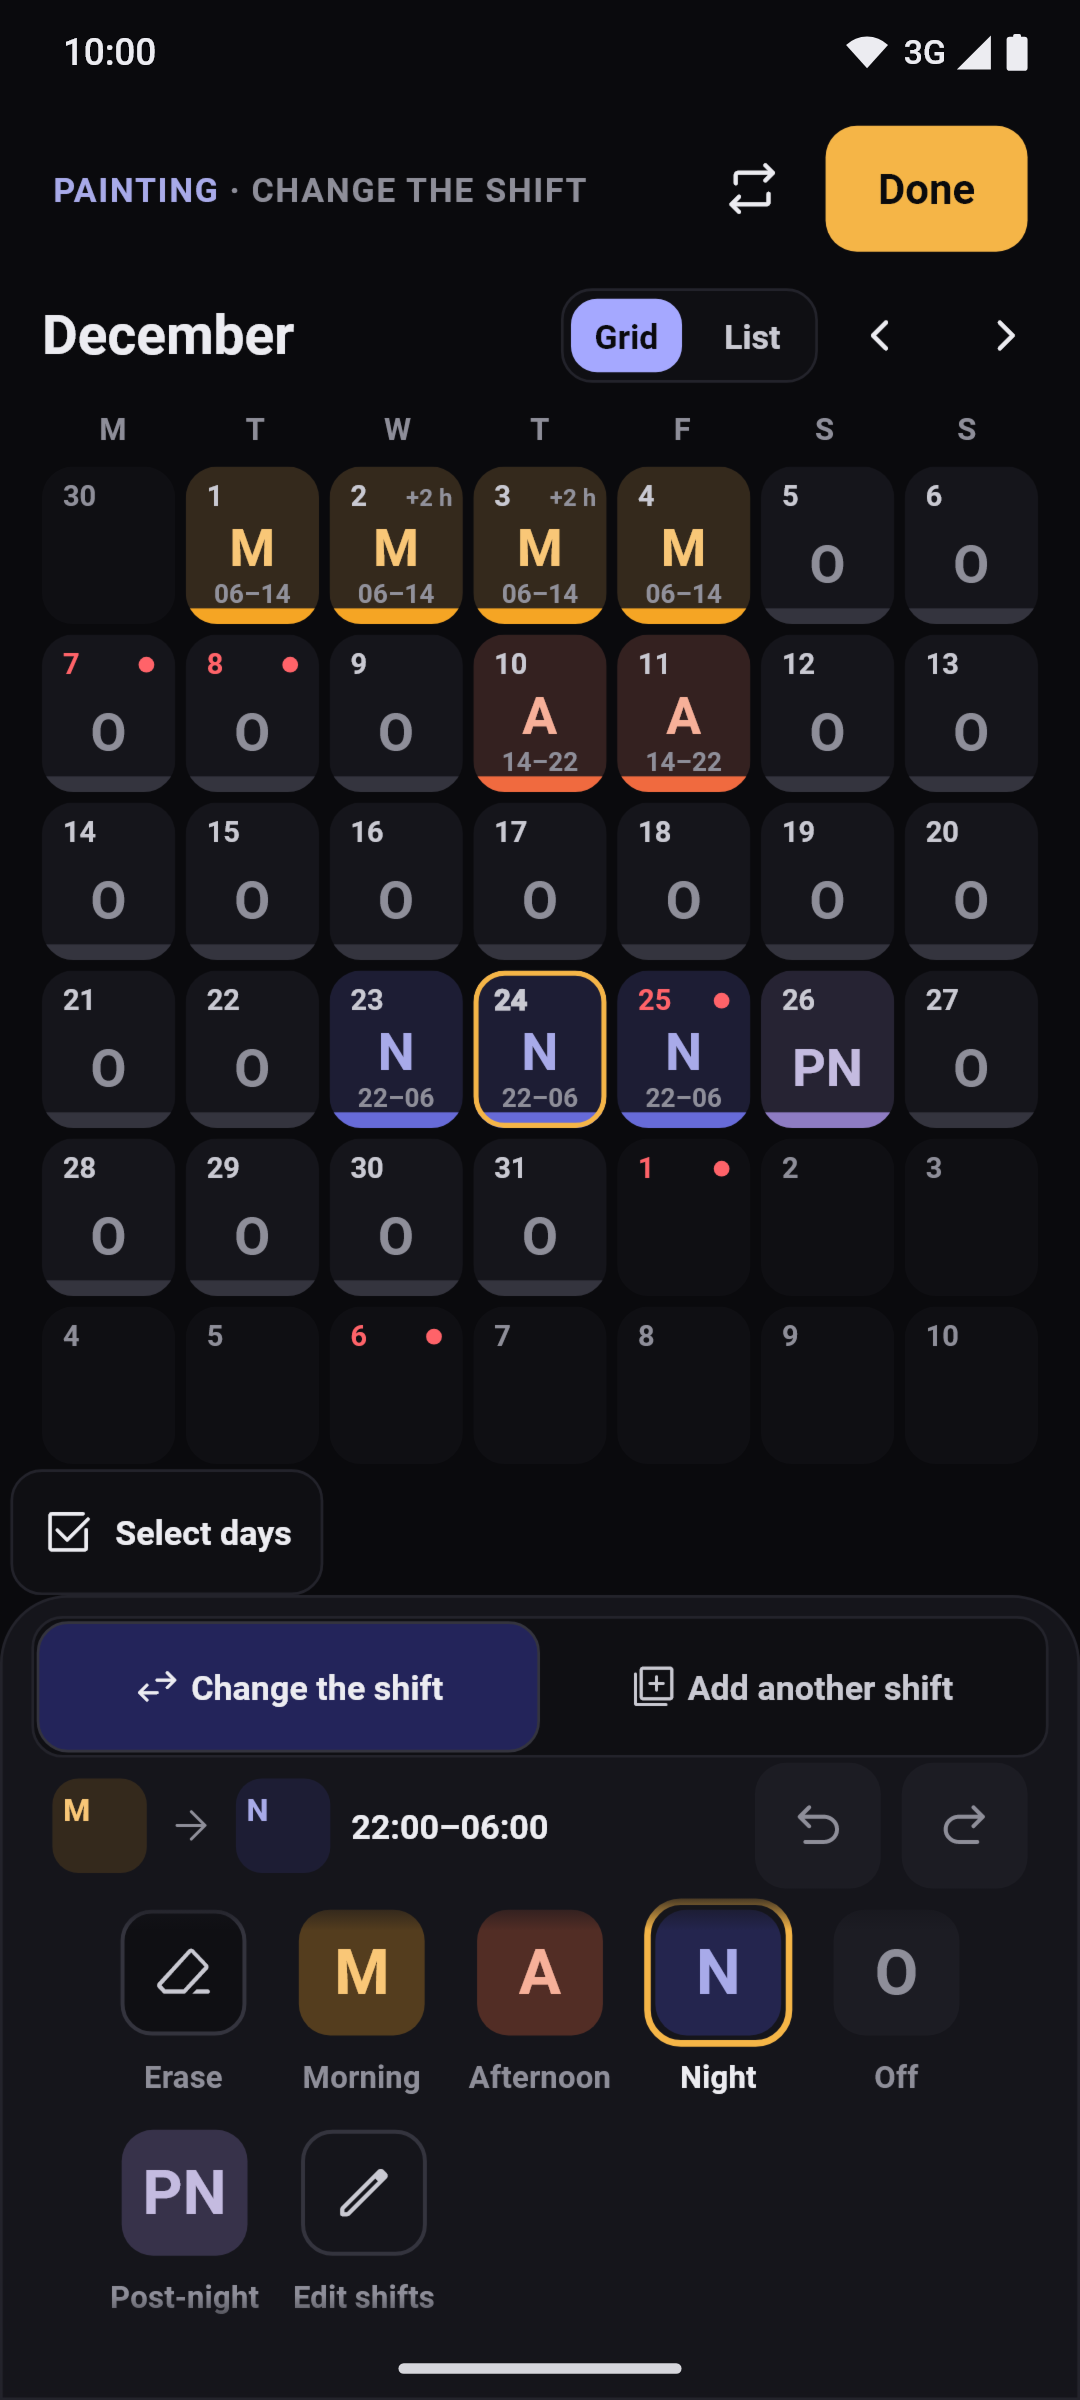 10:00 3G
PAINTING · CHANGE THE SHIFT Done
December Grid List
M T W T F S S
30 1 2 +2 h 3 +2 h 4 5 6
M M M M O O
06–14 06–14 06–14 06–14
7 8 9 10 11 12 13
O O O A A O O
14–22 14–22
14 15 16 17 18 19 20
O O O O O O O
21 22 23 24 25 26 27
O O N N N PN O
22–06 22–06 22–06
28 29 30 31 1 2 3
O O O O
4 5 6 7 8 9 10
Select days
Change the shift Add another shift
M N 22:00–06:00
M A N O
Erase Morning Afternoon Night Off
PN
Post-night Edit shifts